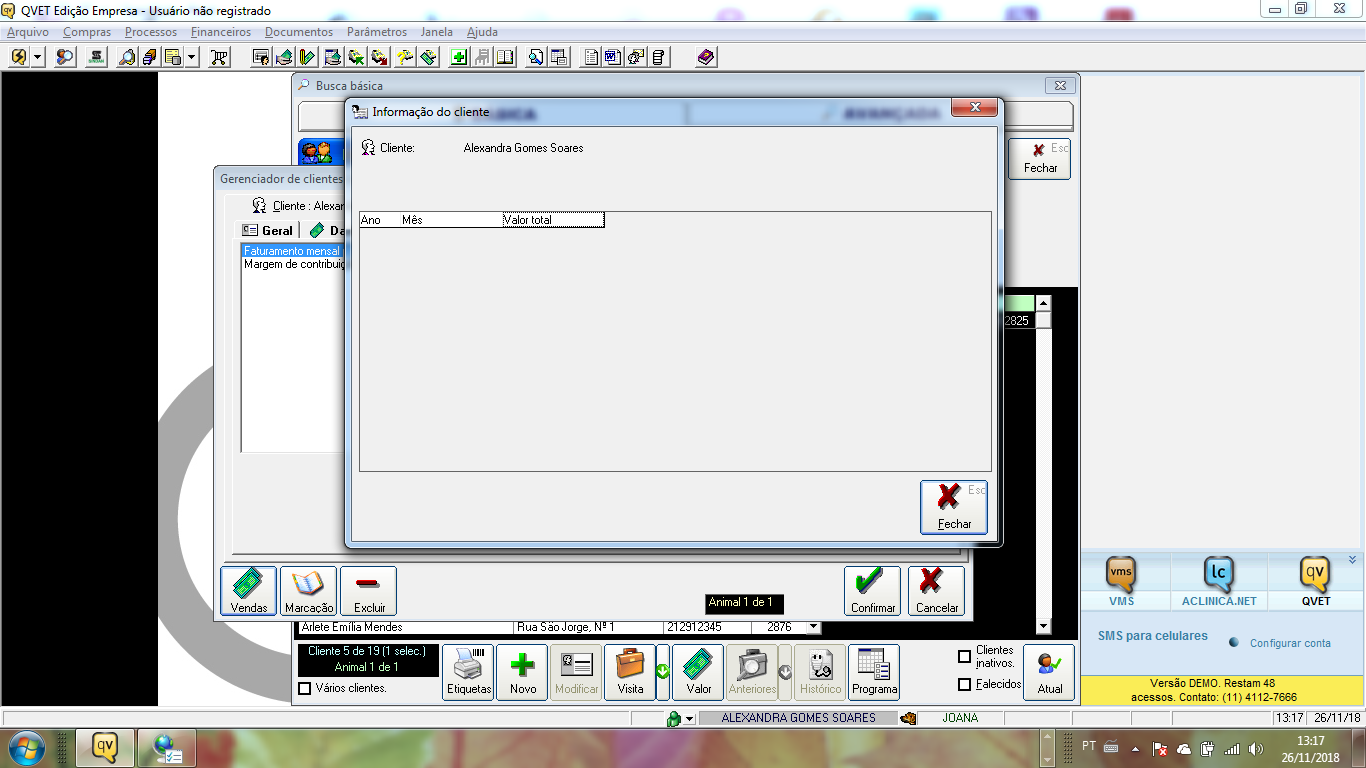 QVET Edição Empresa - Usuário não registrado
Arquivo Compras Processos Financeiros Documentos Parâmetros Janela Ajuda
Busca básica
AVANÇADA
Informação do cliente
Esc
Fechar
Cliente: Alexandra Gomes Soares
Gerenciador de clientes
Cliente : Alexan
Ano Mês Valor total
Geral Da
Faturamento mensal
Margem de contribuiç
2825
Esc
Fechar
Vendas Marcação Excluir
Animal 1 de 1
Confirmar Cancelar
Arlete Emília Mendes Rua São Jorge, Nº 1 212912345 2876
Cliente 5 de 19 (1 selec.)
Animal 1 de 1
Vários clientes.
Etiquetas Novo Modificar Visita Valor Anteriores Histórico Programa
Clientes inativos.
Falecidos
Atual
vms lc qv
VMS ACLINICA.NET QVET
SMS para celulares Configurar conta
Versão DEMO. Restam 48
acessos. Contato: (11) 4112-7666
ALEXANDRA GOMES SOARES JOANA 13:17 26/11/18
qv PT 13:17
26/11/2018